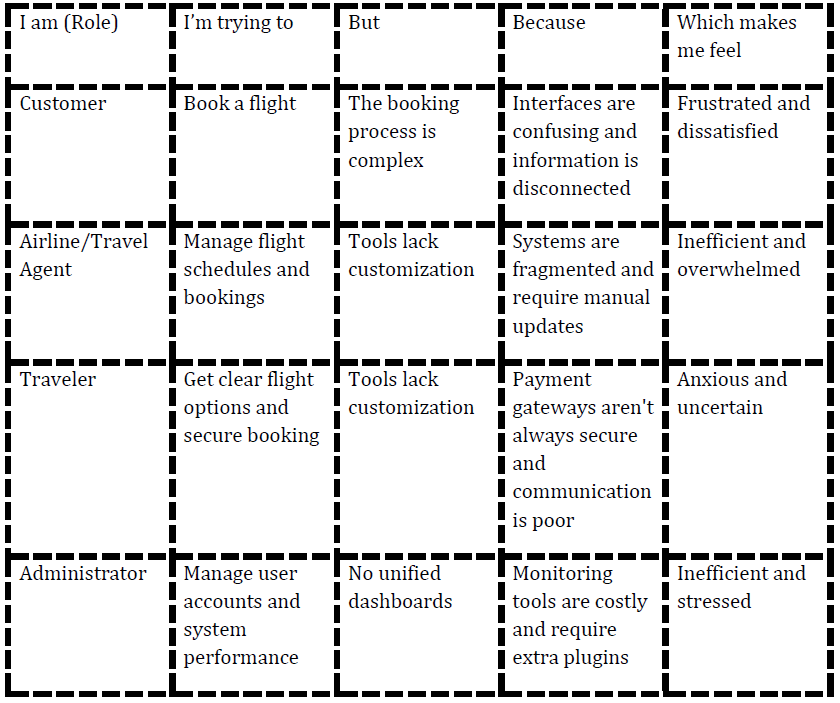 I am (Role)
I'm trying to
But
Because
Which makes
me feel
Customer
Book a flight
The booking
process is
complex
Interfaces are
confusing and
information is
disconnected
Frustrated and
dissatisfied
Airline/Travel
Agent
Manage flight
schedules and
bookings
Tools lack
customization
Systems are
fragmented and
require manual
updates
Inefficient and
overwhelmed
Traveler
Get clear flight
options and
secure booking
Tools lack
customization
Payment
gateways aren't
always secure
and
communication
is poor
Anxious and
uncertain
Administrator
Manage user
accounts and
system
performance
No unified
dashboards
Monitoring
tools are costly
and require
extra plugins
Inefficient and
stressed